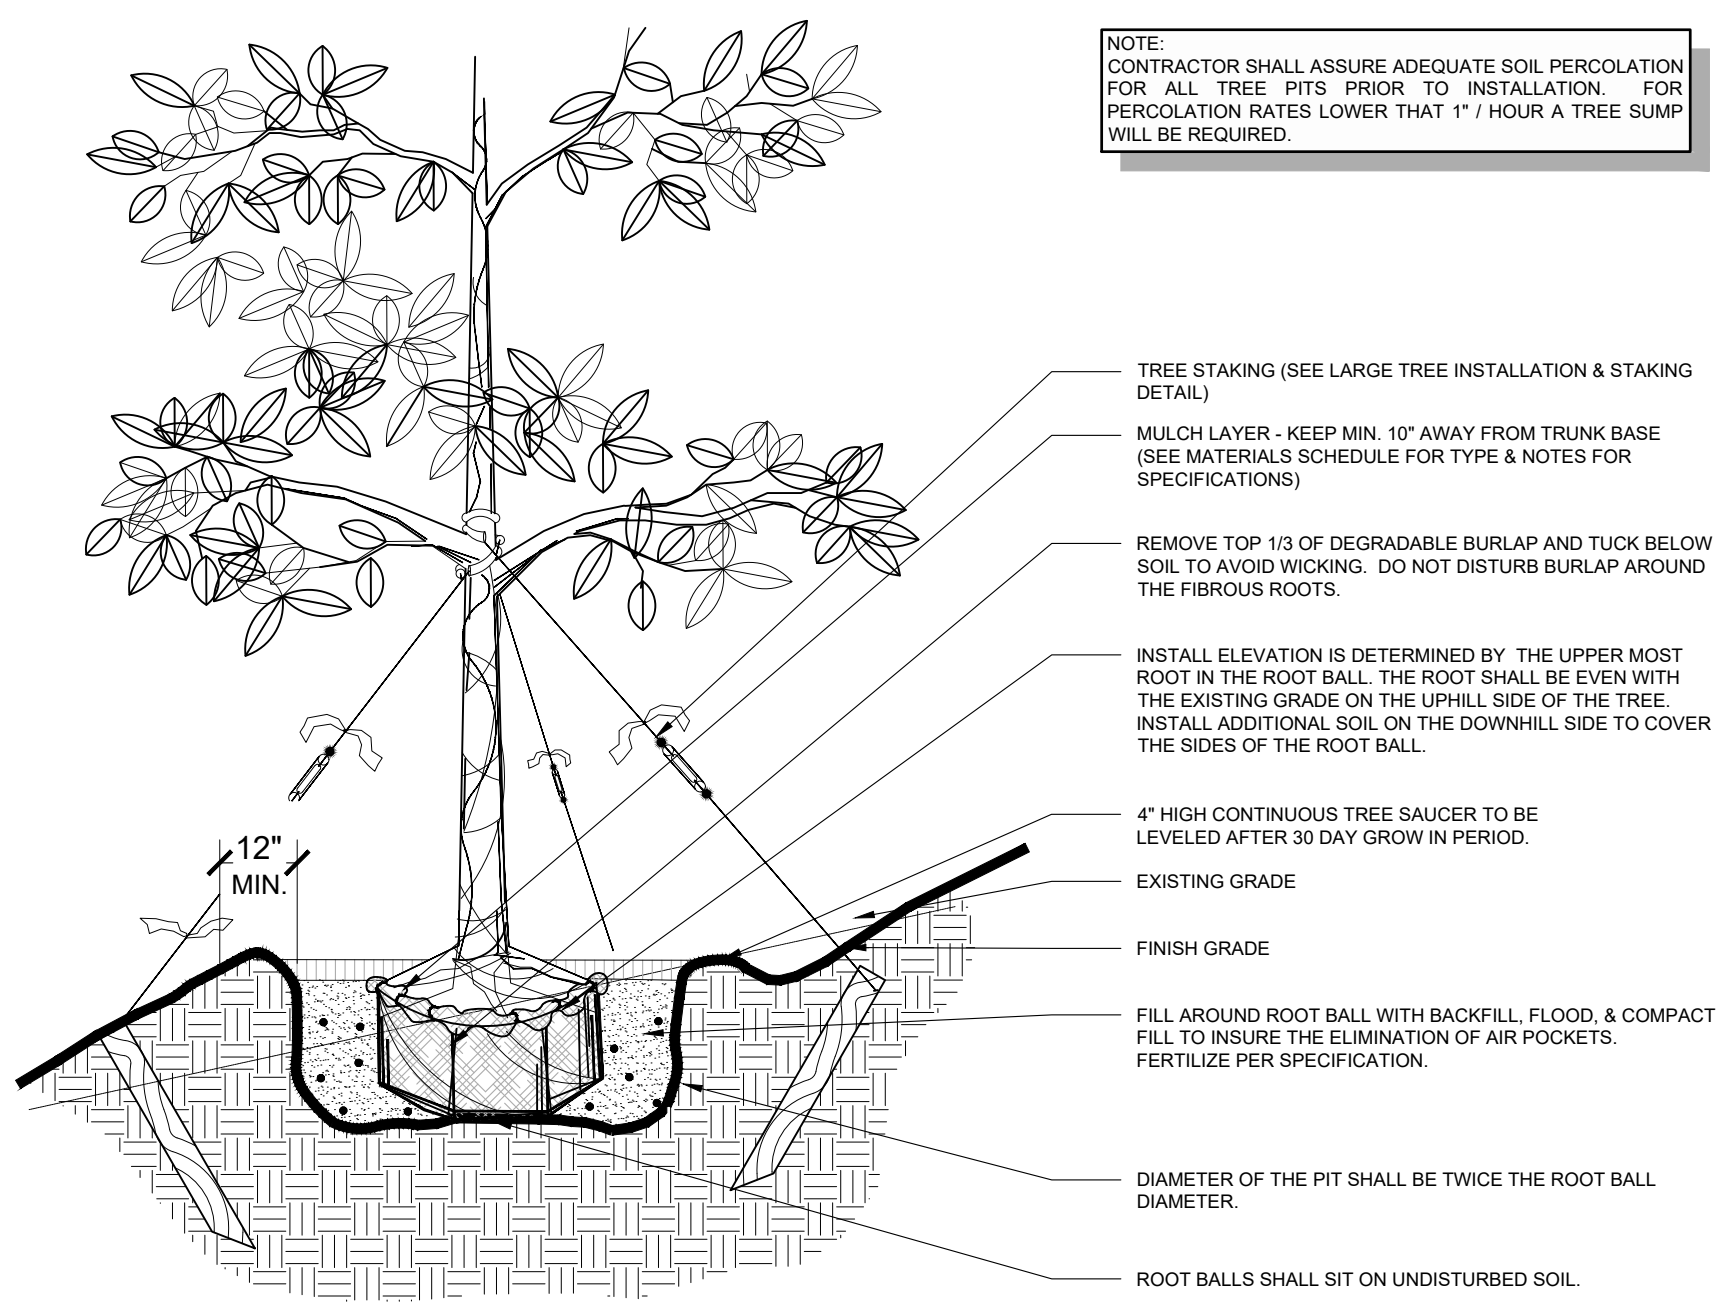 NOTE:
CONTRACTOR SHALL ASSURE ADEQUATE SOIL PERCOLATION
FOR ALL TREE PITS PRIOR TO INSTALLATION. FOR
PERCOLATION RATES LOWER THAT 1" / HOUR A TREE SUMP
WILL BE REQUIRED.
TREE STAKING (SEE LARGE TREE INSTALLATION & STAKING
DETAIL)
MULCH LAYER - KEEP MIN. 10" AWAY FROM TRUNK BASE
(SEE MATERIALS SCHEDULE FOR TYPE & NOTES FOR
SPECIFICATIONS)
REMOVE TOP 1/3 OF DEGRADABLE BURLAP AND TUCK BELOW
SOIL TO AVOID WICKING. DO NOT DISTURB BURLAP AROUND
THE FIBROUS ROOTS.
INSTALL ELEVATION IS DETERMINED BY THE UPPER MOST
ROOT IN THE ROOT BALL. THE ROOT SHALL BE EVEN WITH
THE EXISTING GRADE ON THE UPHILL SIDE OF THE TREE.
INSTALL ADDITIONAL SOIL ON THE DOWNHILL SIDE TO COVER
THE SIDES OF THE ROOT BALL.
4" HIGH CONTINUOUS TREE SAUCER TO BE
LEVELED AFTER 30 DAY GROW IN PERIOD.
12"
MIN.
EXISTING GRADE
FINISH GRADE
FILL AROUND ROOT BALL WITH BACKFILL, FLOOD, & COMPACT
FILL TO INSURE THE ELIMINATION OF AIR POCKETS.
FERTILIZE PER SPECIFICATION.
DIAMETER OF THE PIT SHALL BE TWICE THE ROOT BALL
DIAMETER.
ROOT BALLS SHALL SIT ON UNDISTURBED SOIL.